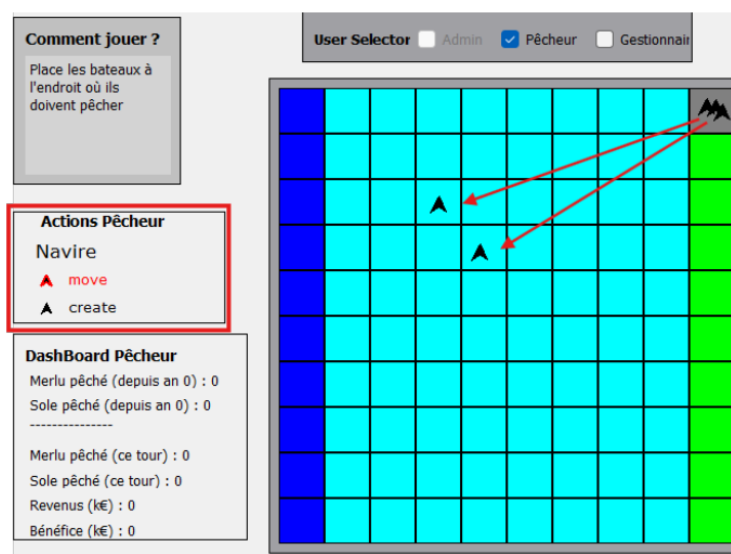 Comment jouer ?
Place les bateaux à
l'endroit où ils
doivent pêcher
User Selector Admin Pêcheur Gestionnair
Actions Pêcheur
Navire
move
create
DashBoard Pêcheur
Merlu pêché (depuis an 0) : 0
Sole pêché (depuis an 0) : 0
---------------
Merlu pêché (ce tour) : 0
Sole pêché (ce tour) : 0
Revenus (k€) : 0
Bénéfice (k€) : 0